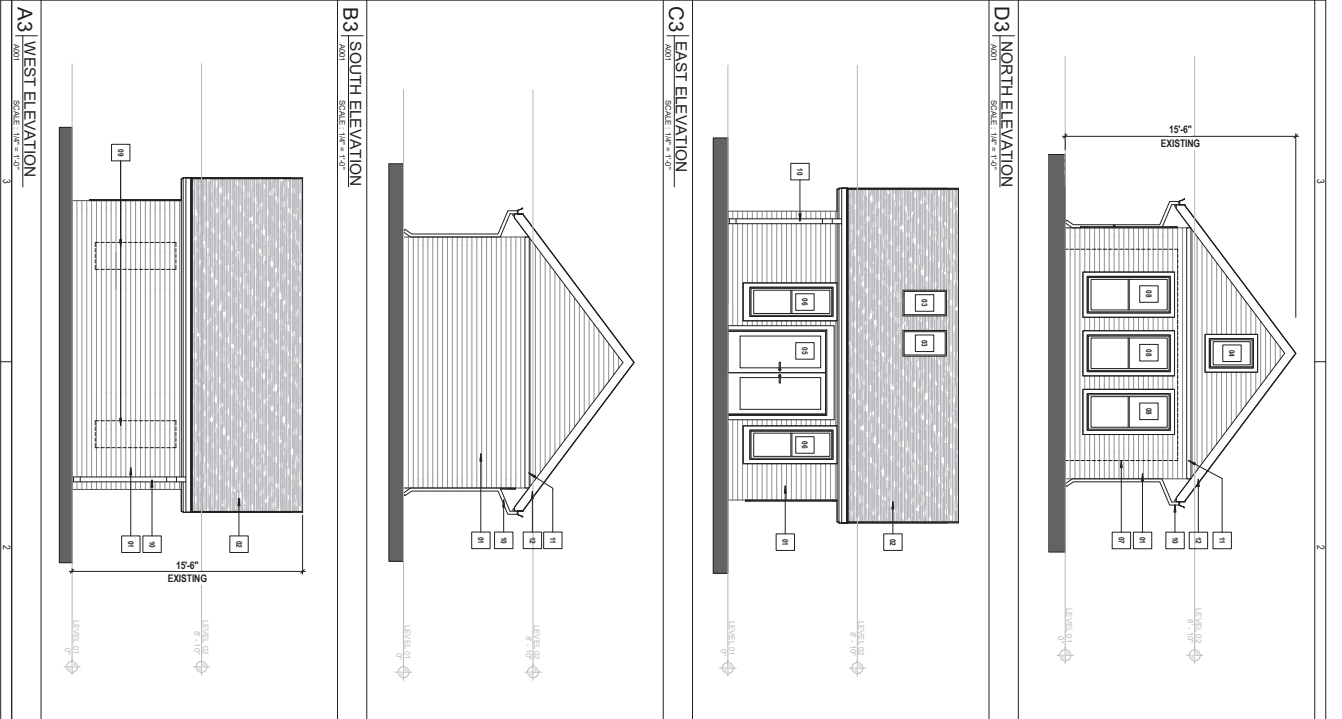 D3 NORTH ELEVATION
A001 SCALE : 1/4" = 1'-0"
15'-6"
EXISTING
04
08
08
08
07
01
10
12
11
LEVEL 02
8' - 10"
LEVEL 01
0"
C3 EAST ELEVATION
A001 SCALE : 1/4" = 1'-0"
10
03
03
06
05
06
01
02
LEVEL 02
8' - 10"
LEVEL 01
0"
B3 SOUTH ELEVATION
A001 SCALE : 1/4" = 1'-0"
01
10
12
11
LEVEL 02
8' - 10"
LEVEL 01
0"
A3 WEST ELEVATION
A001 SCALE : 1/4" = 1'-0"
09
01
10
02
15'-6"
EXISTING
LEVEL 02
8' - 10"
LEVEL 01
0"
3
2
3
2